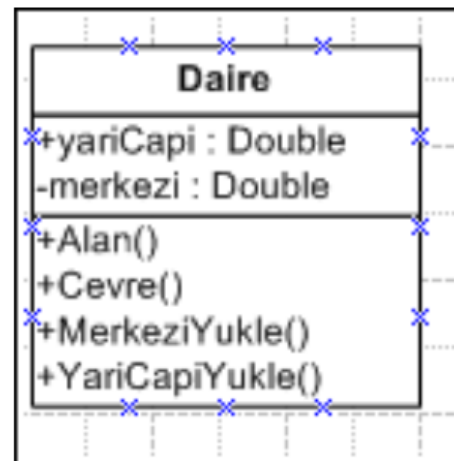 Daire
+yariCapi : Double
-merkezi : Double
+Alan()
+Cevre()
+MerkeziYukle()
+YariCapiYukle()